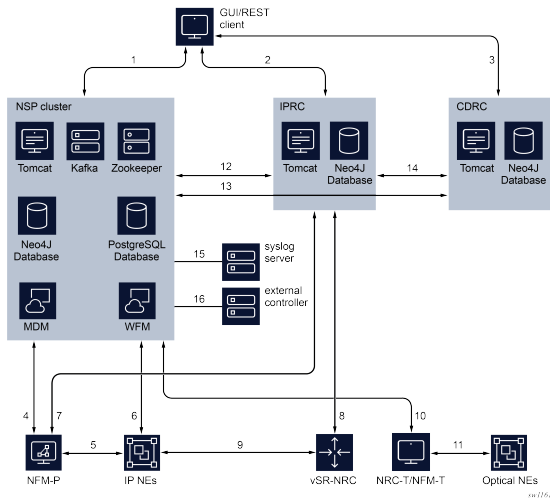 GUI/REST
client
1
2
3
NSP cluster
IPRC
CDRC
Tomcat
Kafka
Zookeeper
Tomcat
Neo4J
Database
Tomcat
Neo4J
Database
12
13
14
Neo4J
Database
PostgreSQL
Database
15
syslog
server
16
external
controller
MDM
WFM
4
7
6
8
10
5
9
11
NFM-P
IP NEs
vSR-NRC
NRC-T/NFM-T
Optical NEs